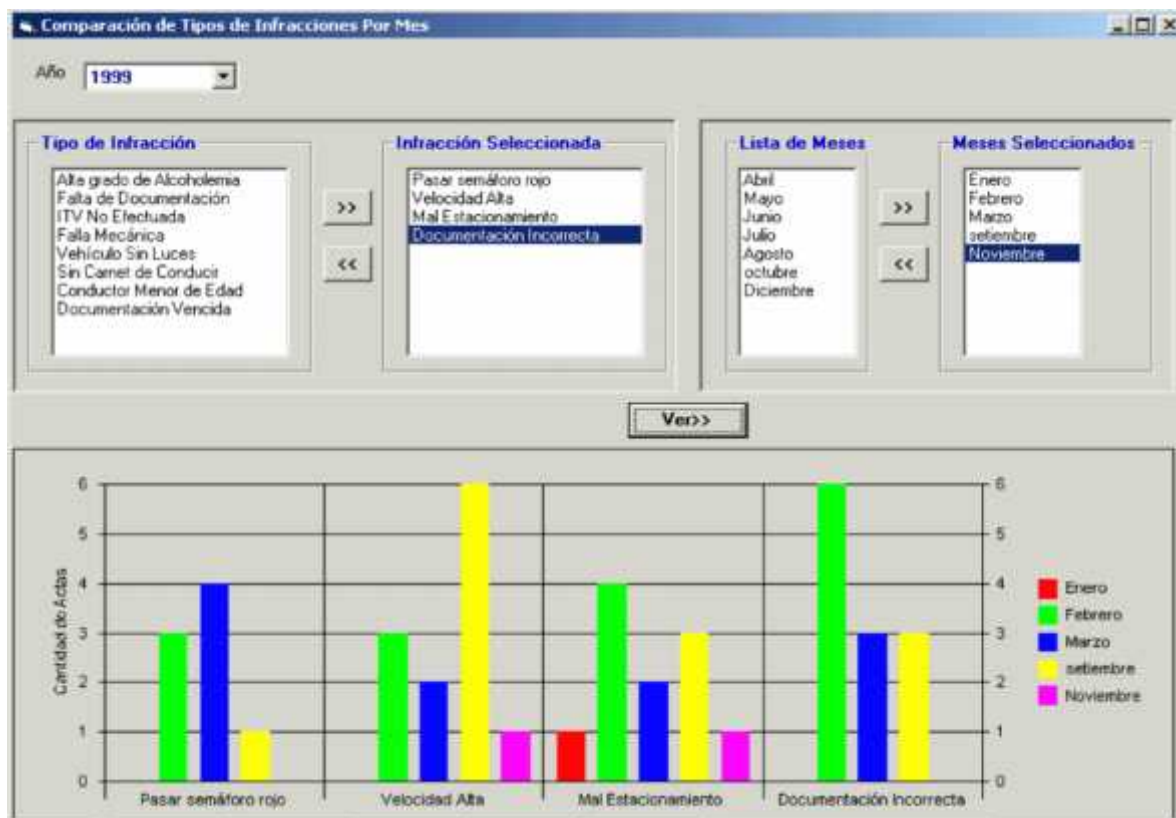 Comparación de Tipos de Infracciones Por Mes
Año 1999
Tipo de Infracción
Alta grado de Alcoholemia
Falta de Documentación
ITV No Efectuada
Falla Mecánica
Vehículo Sin Luces
Sin Carnet de Conducir
Conductor Menor de Edad
Documentación Vencida
>>
<<
Infracción Seleccionada
Pasar semáforo rojo
Velocidad Alta
Mal Estacionamiento
Documentación Incorrecta
Lista de Meses
Abril
Mayo
Junio
Julio
Agosto
octubre
Diciembre
>>
<<
Meses Seleccionados
Enero
Febrero
Marzo
setiembre
Noviembre
Ver>>
Cantidad de Actas
6
5
4
3
2
1
0
Pasar semáforo rojo
Velocidad Alta
Mal Estacionamiento
Documentación Incorrecta
6
5
4
3
2
1
0
Enero
Febrero
Marzo
setiembre
Noviembre